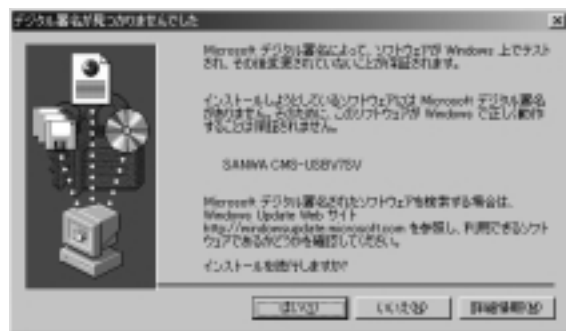 デジタル署名が見つかりませんでした
Microsoft デジタル署名によって、ソフトウェアが Windows 上でテスト
され、その後変更されていないことが保証されます。
インストールしようとしているソフトウェアには Microsoft デジタル署名
がありません。そのために、このソフトウェアが Windows で正しく動作
することは保証されません。
SANWA CMS-USBV7SV
Microsoft デジタル署名されたソフトウェアを検索する場合は、
Windows Update Web サイト
http://windowsupdate.microsoft.com を参照し、利用できるソフト
ウェアであるかどうかを確認してください。
インストールを続行しますか?
はい(Y) いいえ(N) 詳細情報(M)